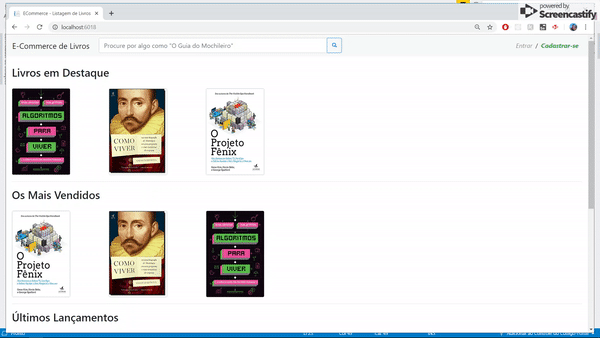 powered by
Screencastify
ECommerce - Listagem de Livros
localhost:6018
E-Commerce de Livros
Procure por algo como "O Guia do Mochileiro"
Entrar / Cadastrar-se
Livros em Destaque
ALGORITMOS
PARA
VIVER
COMO
VIVER
O
Projeto
Fênix
Os Mais Vendidos
O
Projeto
Fênix
COMO
VIVER
ALGORITMOS
PARA
VIVER
Últimos Lançamentos